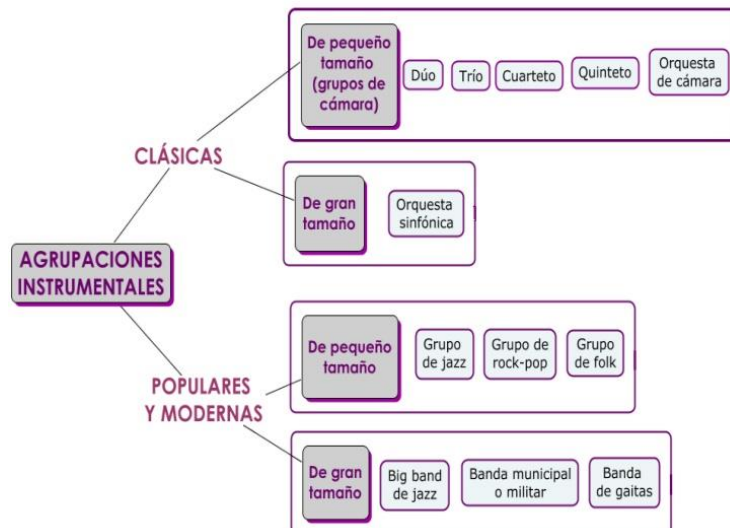 De pequeño
tamaño
(grupos de
cámara)
Dúo
Trío
Cuarteto
Quinteto
Orquesta
de cámara
CLÁSICAS
De gran
tamaño
Orquesta
sinfónica
AGRUPACIONES
INSTRUMENTALES
De pequeño
tamaño
Grupo
de jazz
Grupo de
rock-pop
Grupo
de folk
POPULARES
Y MODERNAS
De gran
tamaño
Big band
de jazz
Banda municipal
o militar
Banda
de gaitas